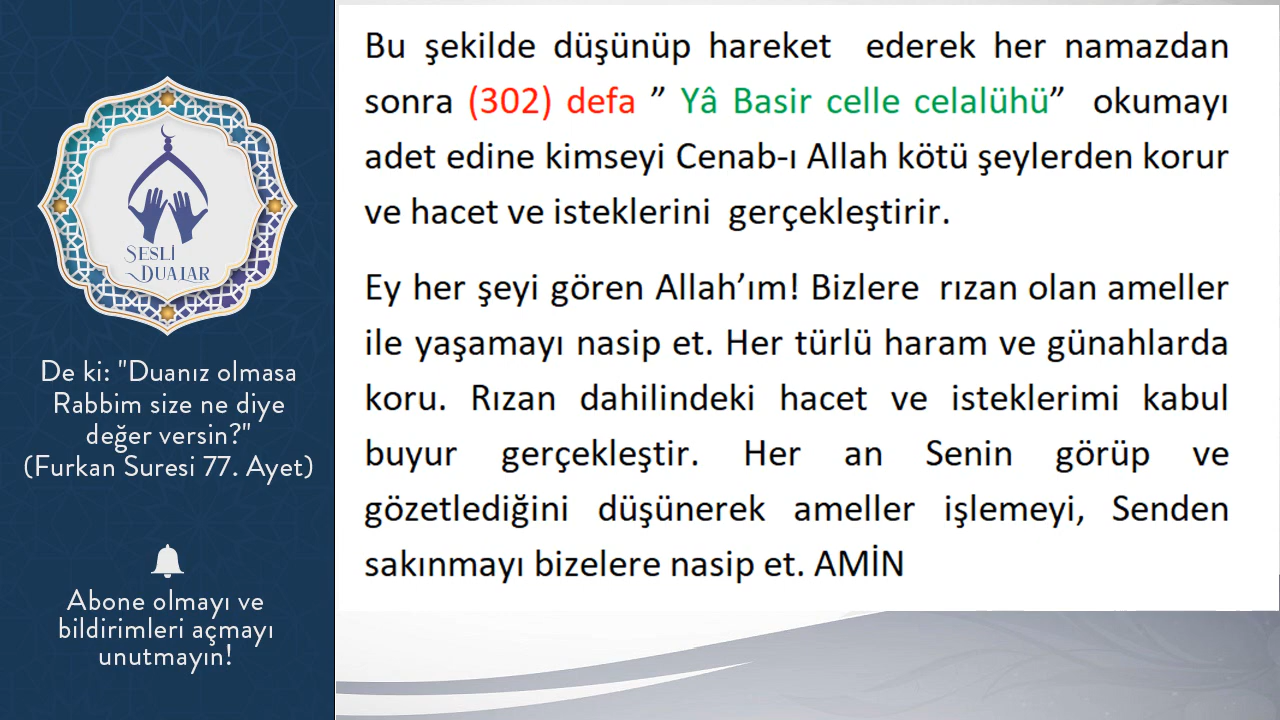 SESLİ
DUALAR
De ki: "Duanız olmasa
Rabbim size ne diye
değer versin?"
(Furkan Suresi 77. Ayet)
Abone olmayı ve
bildirimleri açmayı
unutmayın!
Bu şekilde düşünüp hareket ederek her namazdan
sonra (302) defa ” Yâ Basir celle celalühü” okumayı
adet edine kimseyi Cenab-ı Allah kötü şeylerden korur
ve hacet ve isteklerini gerçekleştirir.
Ey her şeyi gören Allah’ım! Bizlere rızan olan ameller
ile yaşamayı nasip et. Her türlü haram ve günahlarda
koru. Rızan dahilindeki hacet ve isteklerimi kabul
buyur gerçekleştir. Her an Senin görüp ve
gözetlediğini düşünerek ameller işlemeyi, Senden
sakınmayı bizelere nasip et. AMİN